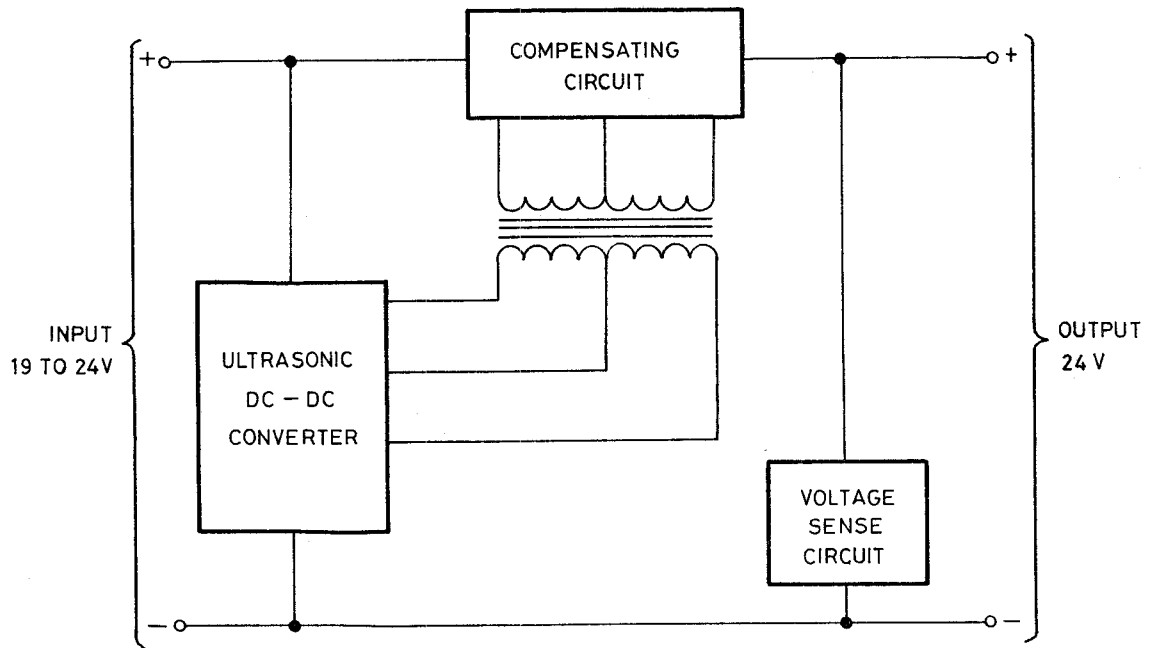 COMPENSATING
CIRCUIT
+
+
INPUT
19 TO 24V
ULTRASONIC
DC – DC
CONVERTER
OUTPUT
24 V
VOLTAGE
SENSE
CIRCUIT
–
–